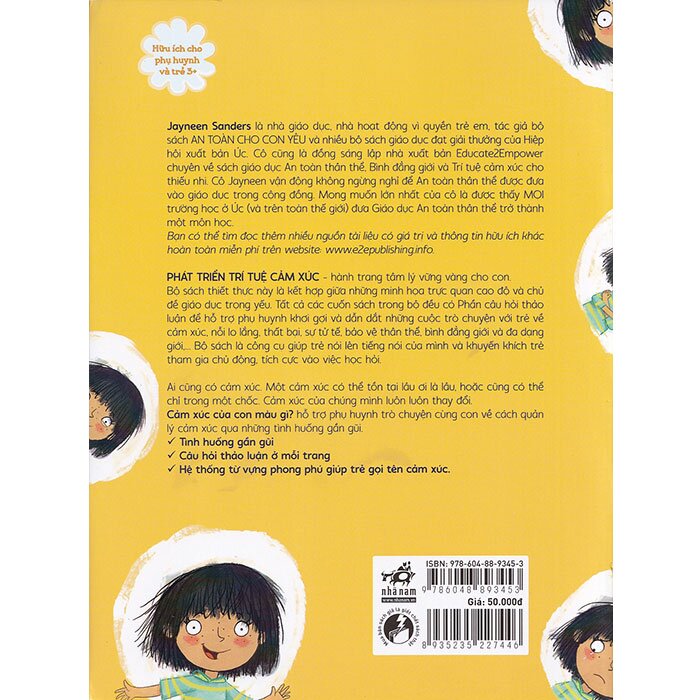 Hữu ích cho
phụ huynh
và trẻ 3+
Jayneen Sanders là nhà giáo dục, nhà hoạt động vì quyền trẻ em, tác giả bộ
sách AN TOÀN CHO CON YÊU và nhiều bộ sách giáo dục đạt giải thưởng của Hiệp
hội xuất bản Úc. Cô cũng là đồng sáng lập nhà xuất bản Educate2Empower
chuyên về sách giáo dục An toàn thân thể, Bình đẳng giới và Trí tuệ cảm xúc cho
thiếu nhi. Cô Jayneen vận động không ngừng nghỉ để An toàn thân thể được đưa
vào giáo dục trong cộng đồng. Mong muốn lớn nhất của cô là được thấy MỌI
trường học ở Úc (và trên toàn thế giới) đưa Giáo dục An toàn thân thể trở thành
một môn học.
Bạn có thể tìm đọc thêm nhiều nguồn tài liệu có giá trị và thông tin hữu ích khác
hoàn toàn miễn phí trên website: www.e2epublishing.info.
PHÁT TRIỂN TRÍ TUỆ CẢM XÚC - hành trang tâm lý vững vàng cho con.
Bộ sách thiết thực này là kết hợp giữa những minh họa trực quan cao độ và chủ
đề giáo dục trọng yếu. Tất cả các cuốn sách trong bộ đều có Phần câu hỏi thảo
luận để hỗ trợ phụ huynh khơi gợi và dẫn dắt những cuộc trò chuyện với trẻ về
cảm xúc, nỗi lo lắng, thất bại, sự tử tế, bảo vệ thân thể, bình đẳng giới và đa dạng
giới,... Bộ sách là công cụ giúp trẻ nói lên tiếng nói của mình và khuyến khích trẻ
tham gia chủ động, tích cực vào việc học hỏi.
Ai cũng có cảm xúc. Một cảm xúc có thể tồn tại lâu ơi là lâu, hoặc cũng có thể
chỉ trong một chốc. Cảm xúc của chúng mình luôn luôn thay đổi.
Cảm xúc của con màu gì? hỗ trợ phụ huynh trò chuyện cùng con về cách quản
lý cảm xúc qua những tình huống gần gũi.
✓ Tình huống gần gũi
✓ Câu hỏi thảo luận ở mỗi trang
✓ Hệ thống từ vựng phong phú giúp trẻ gọi tên cảm xúc.
ISBN: 978-604-88-9345-3
nhã nam
www.nhanam.vn
9 786048 893453
Giá: 50.000đ
Mua bán sách giả là giết chết sách thật
8 935235 227446